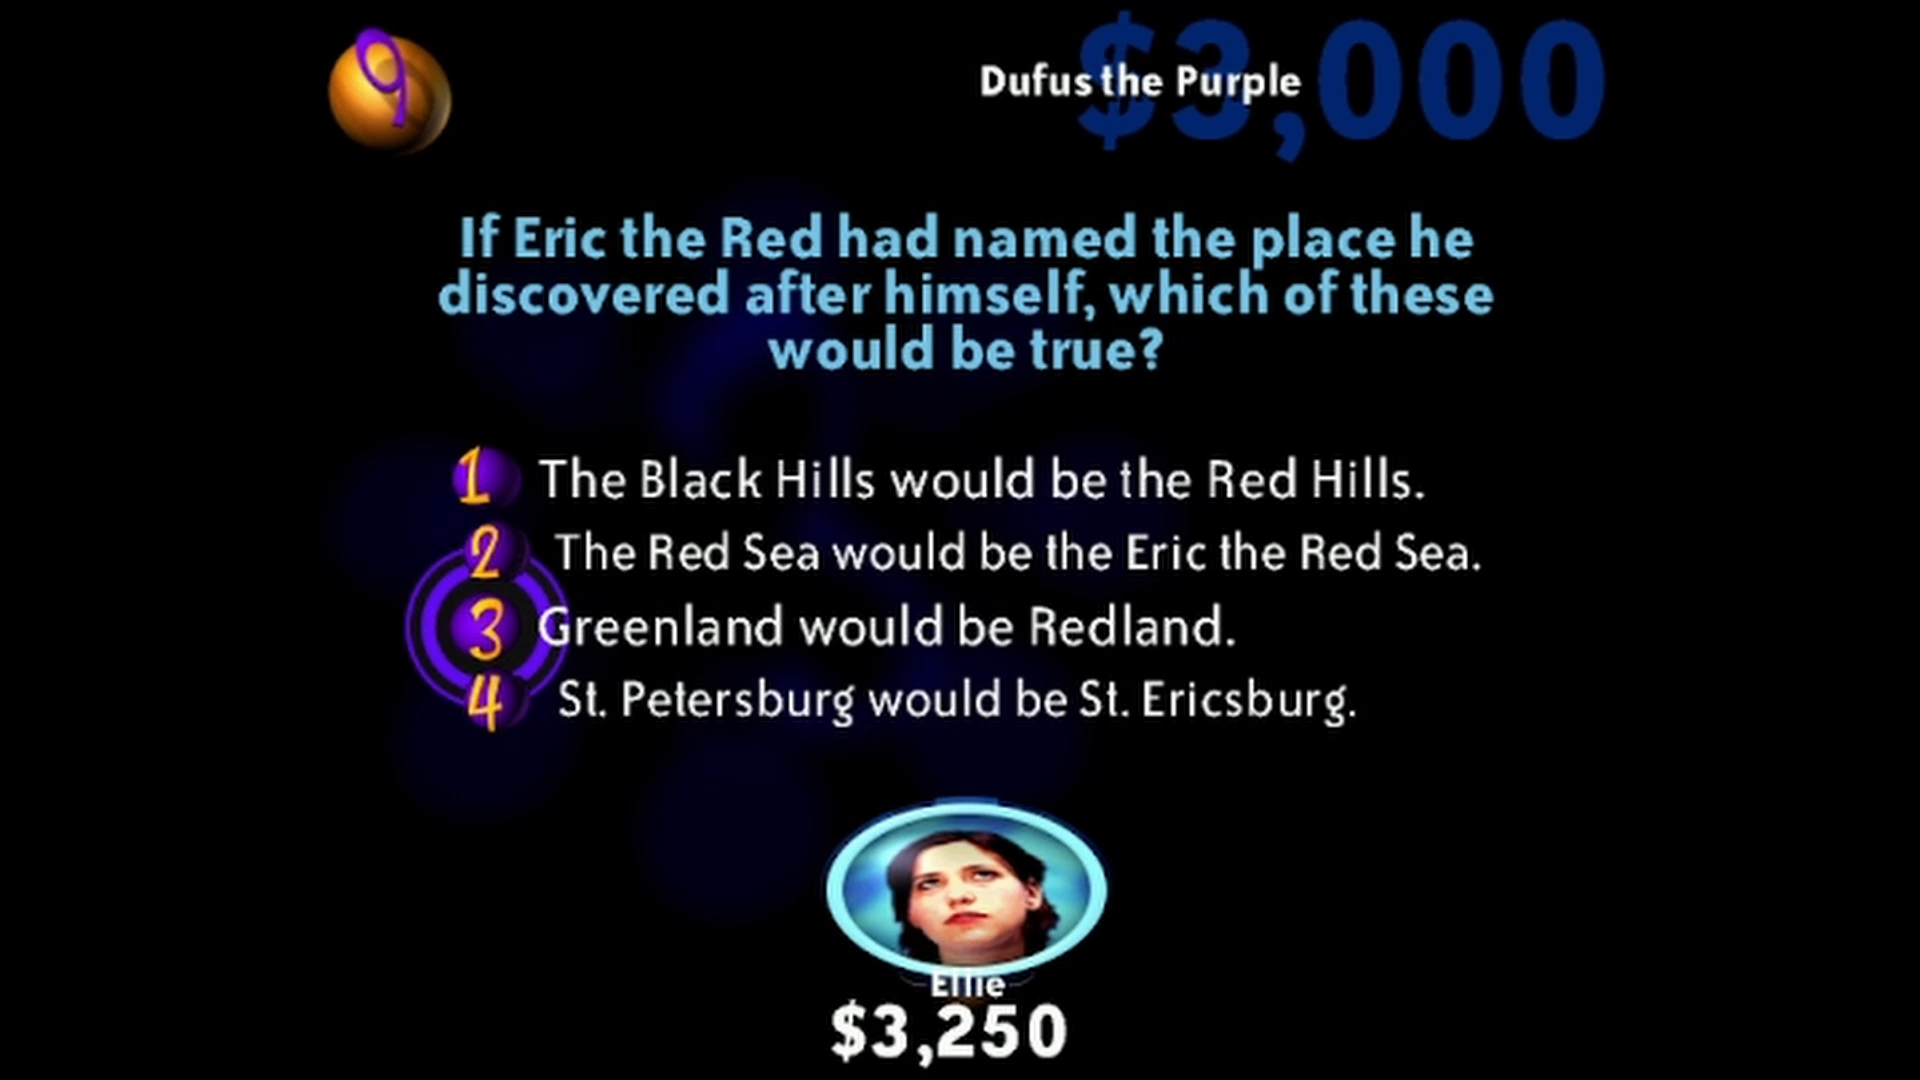 9
$3,000
Dufus the Purple
If Eric the Red had named the place he
discovered after himself, which of these
would be true?
1 The Black Hills would be the Red Hills.
2 The Red Sea would be the Eric the Red Sea.
3 Greenland would be Redland.
4 St. Petersburg would be St. Ericsburg.
Ellie
$3,250